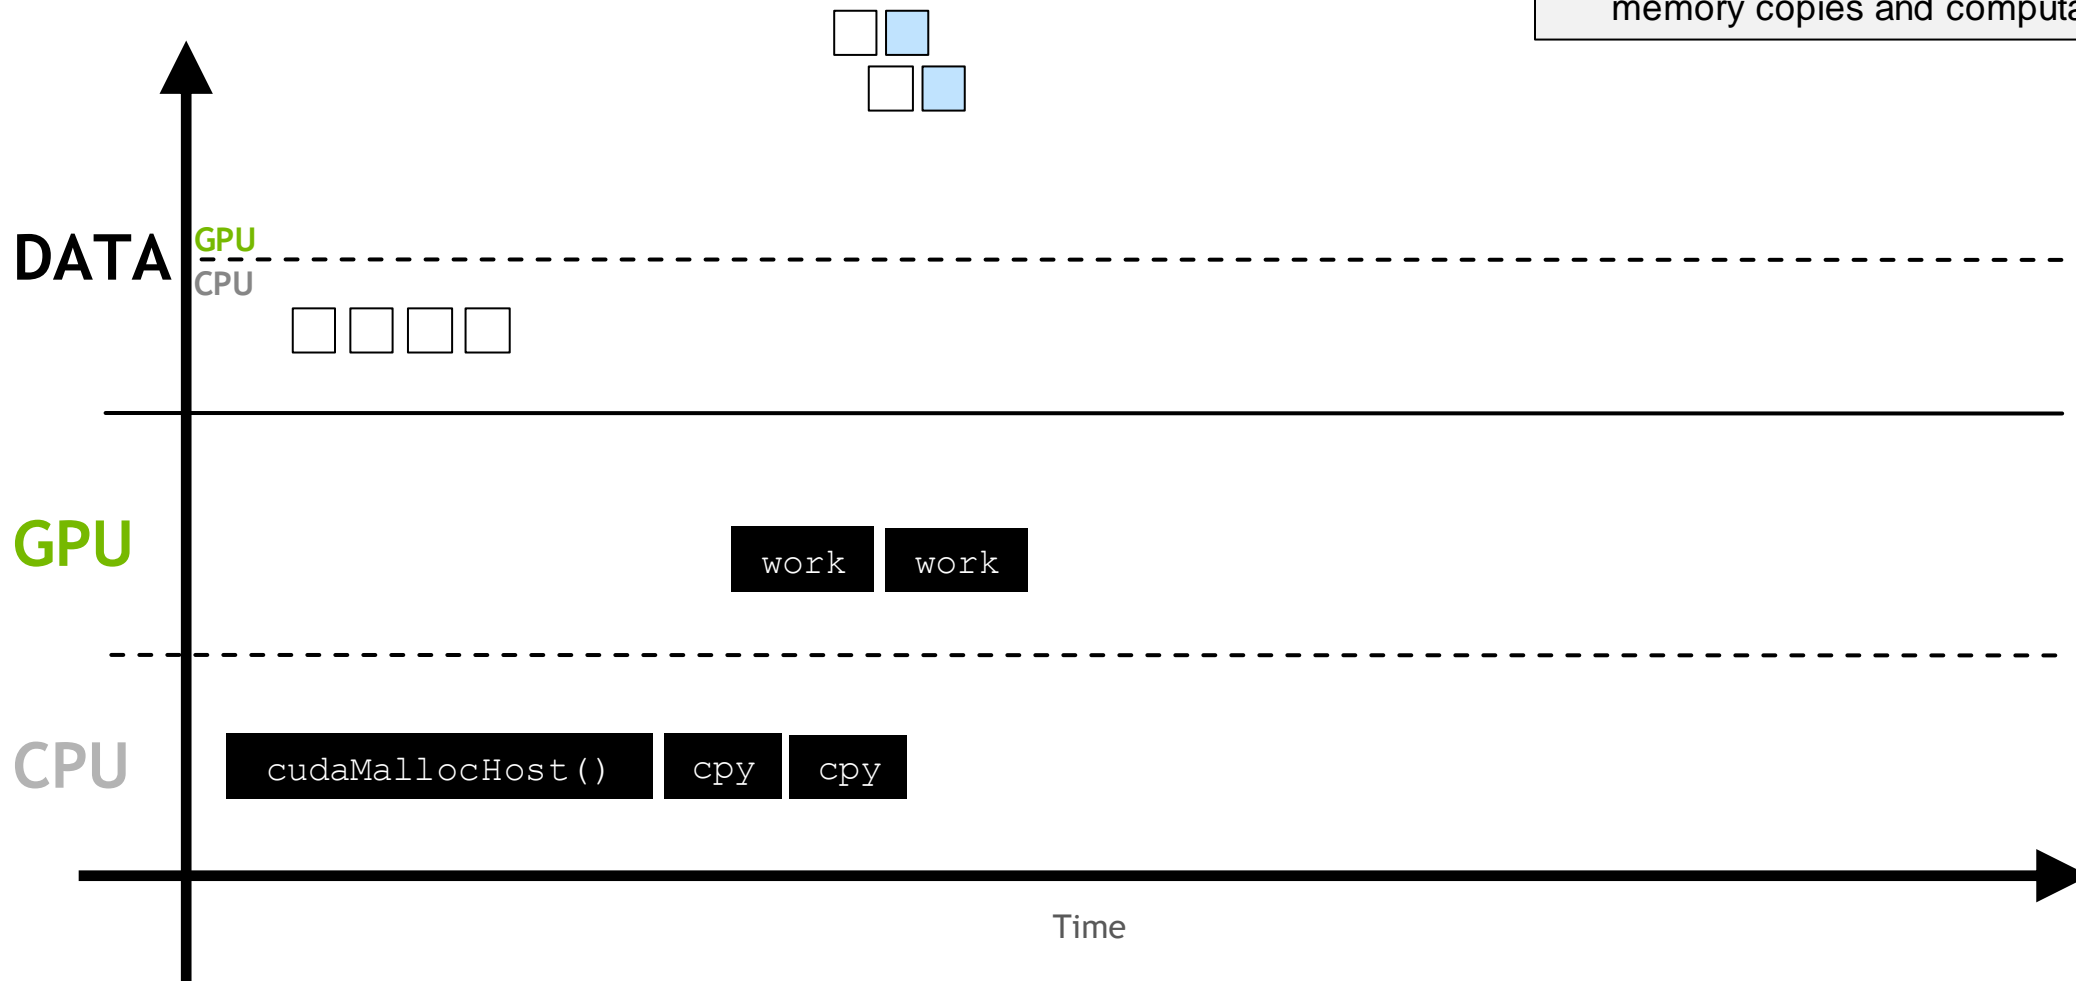 memory copies and computa
DATA
GPU
CPU
GPU
work
work
CPU
cudaMallocHost()
cpy
cpy
Time